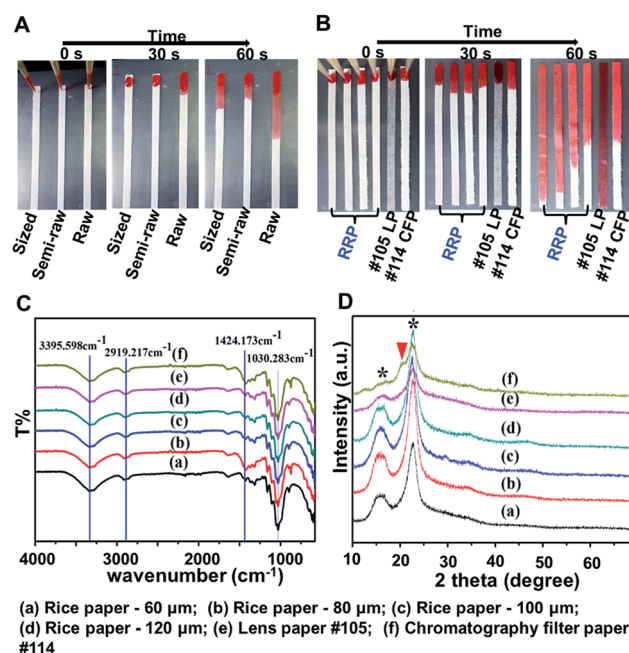 A
Time
0 s 30 s 60 s
Sized
Semi-raw
Raw
Sized
Semi-raw
Raw
Sized
Semi-raw
Raw
B
Time
0 s 30 s 60 s
RRP
#105 LP
#114 CFP
RRP
#105 LP
#114 CFP
RRP
#105 LP
#114 CFP
C
3395.598cm-1
2919.217cm-1
1424.173cm-1
1030.283cm-1
(f)
(e)
(d)
(c)
(b)
(a)
T%
4000 3000 2000 1000
wavenumber (cm-1)
D
*
*
(f)
(e)
(d)
(c)
(b)
(a)
Intensity (a.u.)
10 20 30 40 50 60
2 theta (degree)
(a) Rice paper - 60 µm; (b) Rice paper - 80 µm; (c) Rice paper - 100 µm;
(d) Rice paper - 120 µm; (e) Lens paper #105; (f) Chromatography filter paper
#114